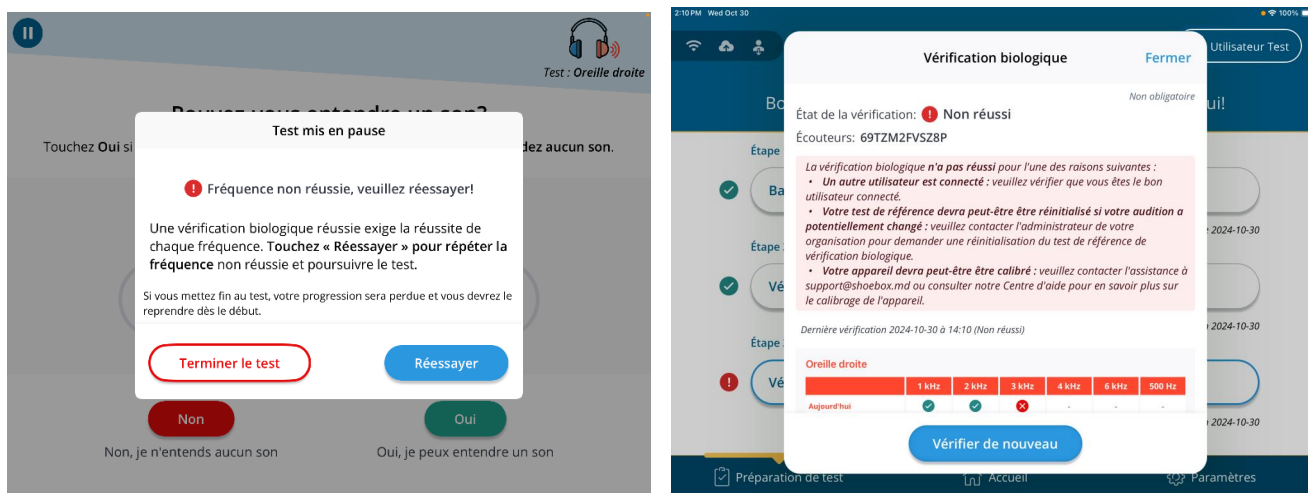 Test : Oreille droite
Touchez Oui si
dez aucun son.
Test mis en pause
Fréquence non réussie, veuillez réessayer!
Une vérification biologique réussie exige la réussite de
chaque fréquence. Touchez « Réessayer » pour répéter la
fréquence non réussie et poursuivre le test.
Si vous mettez fin au test, votre progression sera perdue et vous devrez le
reprendre dès le début.
Terminer le test
Réessayer
Non
Oui
Non, je n'entends aucun son
Oui, je peux entendre un son
2:10 PM Wed Oct 30
100%
Utilisateur Test
Bo
ui!
Vérification biologique
Fermer
Non obligatoire
État de la vérification: Non réussi
Écouteurs: 69TZM2FVSZ8P
La vérification biologique n'a pas réussi pour l'une des raisons suivantes :
• Un autre utilisateur est connecté : veuillez vérifier que vous êtes le bon
utilisateur connecté.
• Votre test de référence devra peut-être être réinitialisé si votre audition a
potentiellement changé : veuillez contacter l'administrateur de votre
organisation pour demander une réinitialisation du test de référence de
vérification biologique.
• Votre appareil devra peut-être être calibré : veuillez contacter l'assistance à
support@shoebox.md ou consulter notre Centre d'aide pour en savoir plus sur
le calibrage de l'appareil.
Dernière vérification 2024-10-30 à 14:10 (Non réussi)
Oreille droite
1 kHz 2 kHz 3 kHz 4 kHz 6 kHz 500 Hz
Aujourd'hui - - -
Vérifier de nouveau
Étape
Ba
2024-10-30
Étape
Vé
2024-10-30
Étape
Vé
2024-10-30
Préparation de test
Accueil
Paramètres